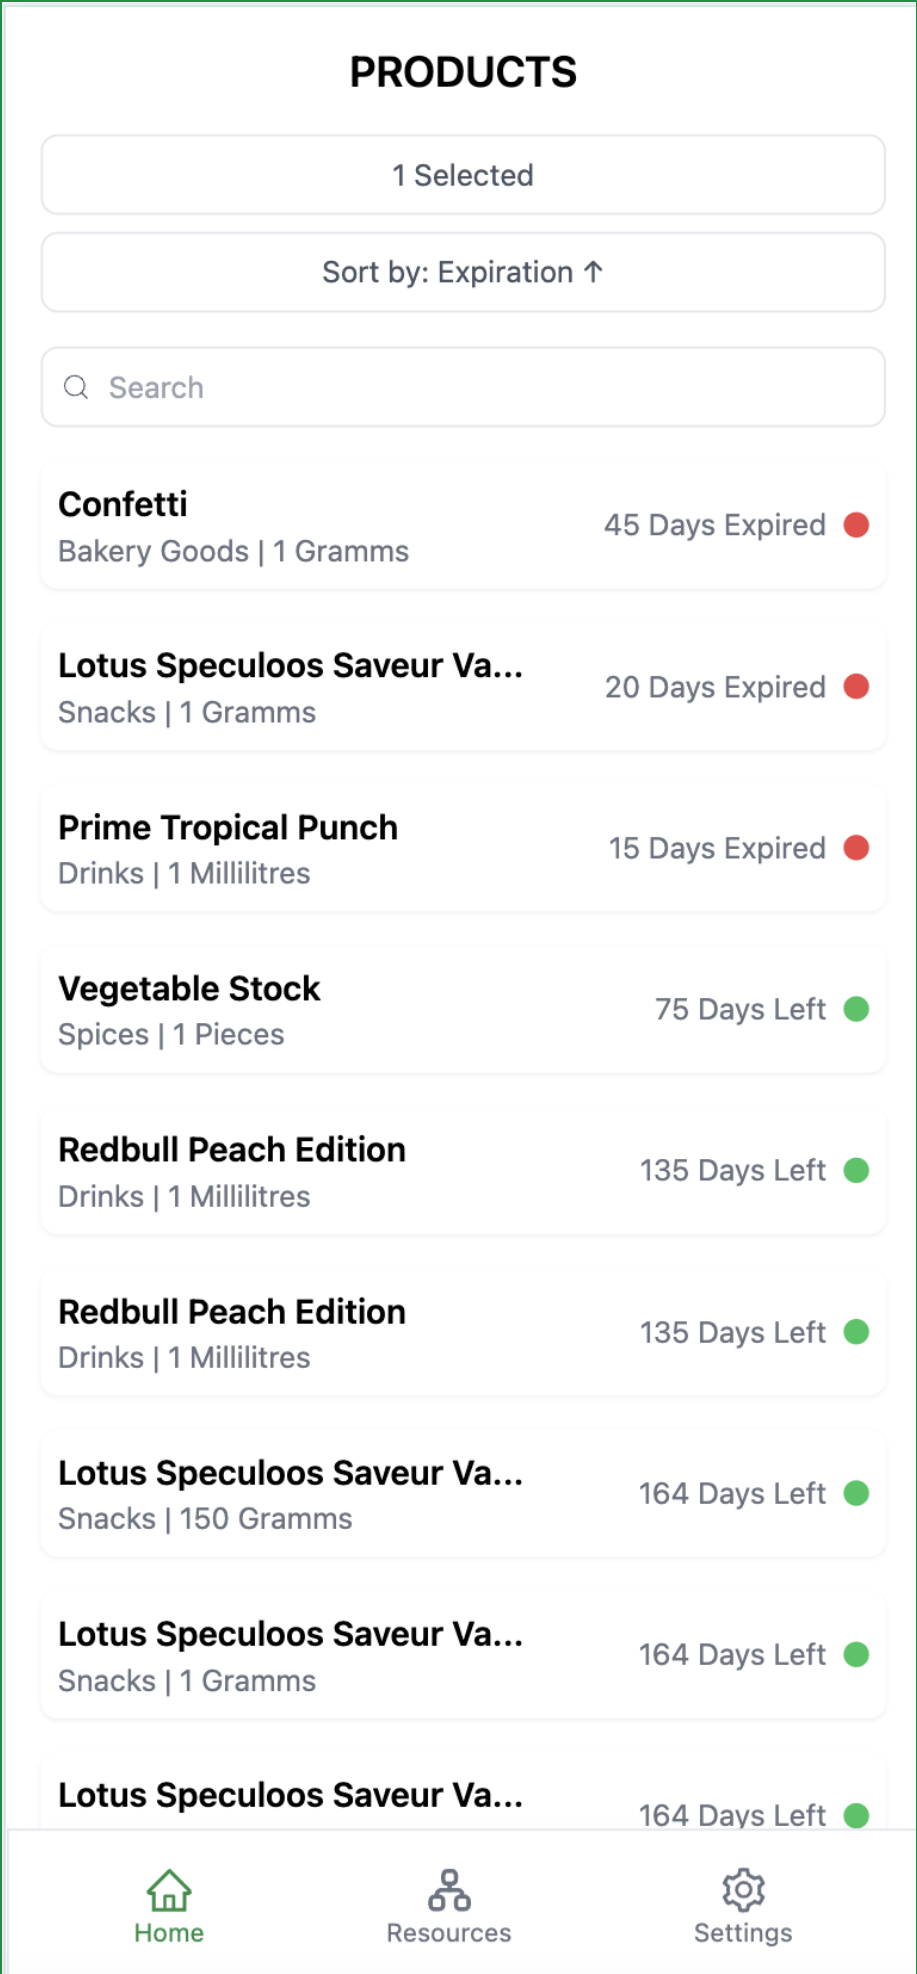 PRODUCTS
1 Selected
Sort by: Expiration ↑
Search
Confetti
Bakery Goods | 1 Gramms
45 Days Expired
Lotus Speculoos Saveur Va...
Snacks | 1 Gramms
20 Days Expired
Prime Tropical Punch
Drinks | 1 Millilitres
15 Days Expired
Vegetable Stock
Spices | 1 Pieces
75 Days Left
Redbull Peach Edition
Drinks | 1 Millilitres
135 Days Left
Redbull Peach Edition
Drinks | 1 Millilitres
135 Days Left
Lotus Speculoos Saveur Va...
Snacks | 150 Gramms
164 Days Left
Lotus Speculoos Saveur Va...
Snacks | 1 Gramms
164 Days Left
Lotus Speculoos Saveur Va...
164 Days Left
Home
Resources
Settings